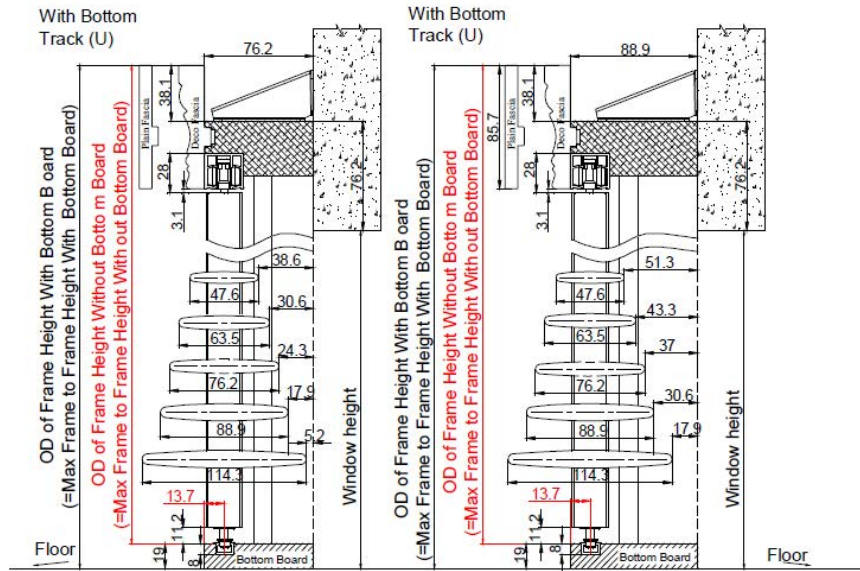 With Bottom
Track (U)
76.2
38.1
Plain Fascia
Deco Fascia
28
3.1
76.2
38.6
47.6
30.6
63.5
24.3
76.2
17.9
88.9
5.2
114.3
13.7
11.2
19
8
Bottom Board
Floor
Window height
OD of Frame Height With Bottom B oard
(=Max Frame to Frame Height With Bottom Board)
OD of Frame Height Without Botto m Board
(=Max Frame to Frame Height With out Bottom Board)
With Bottom
Track (U)
88.9
38.1
85.7
Plain Fascia
Deco Fascia
28
3.1
76.2
51.3
47.6
43.3
63.5
37
76.2
30.6
88.9
17.9
114.3
13.7
11.2
19
8
Bottom Board
Floor
Window height
OD of Frame Height With Bottom B oard
(=Max Frame to Frame Height With Bottom Board)
OD of Frame Height Without Botto m Board
(=Max Frame to Frame Height With out Bottom Board)